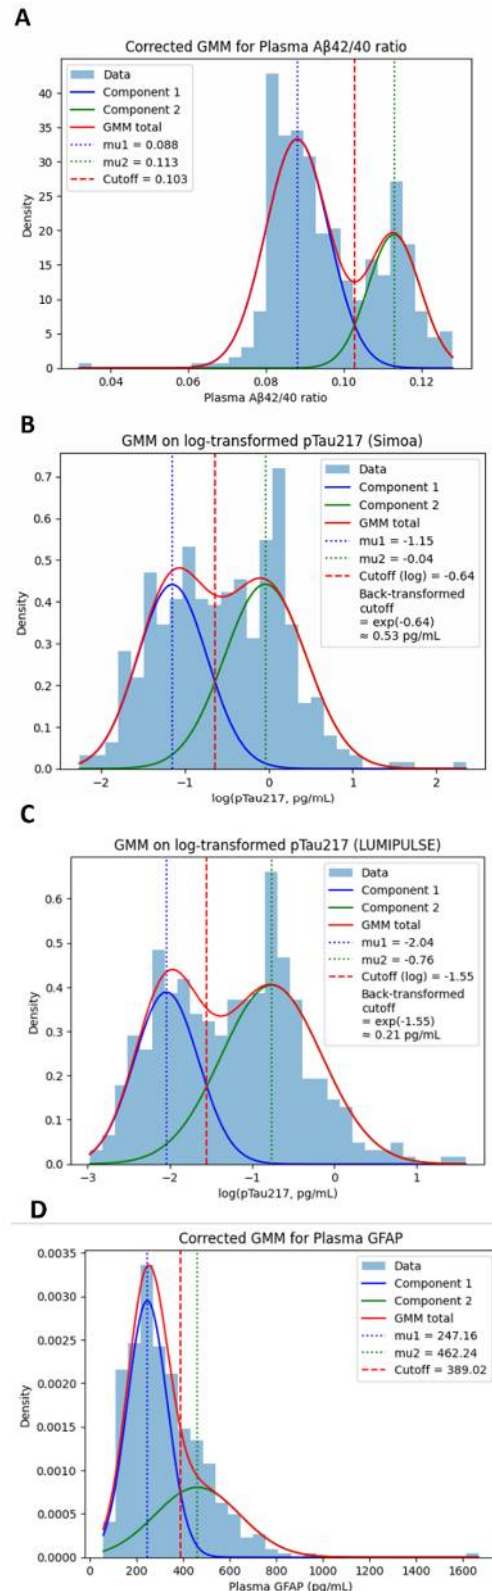 A
Corrected GMM for Plasma Aβ42/40 ratio
Data
Component 1
Component 2
GMM total
mu1 = 0.088
mu2 = 0.113
Cutoff = 0.103
Density
40
35
30
25
20
15
10
5
0
0.04 0.06 0.08 0.10 0.12
Plasma Aβ42/40 ratio
B
GMM on log-transformed pTau217 (Simoa)
Data
Component 1
Component 2
GMM total
mu1 = -1.15
mu2 = -0.04
Cutoff (log) = -0.64
Back-transformed
cutoff
= exp(-0.64)
≈ 0.53 pg/mL
Density
0.7
0.6
0.5
0.4
0.3
0.2
0.1
0.0
−2 −1 0 1 2
log(pTau217, pg/mL)
C
GMM on log-transformed pTau217 (LUMIPULSE)
Data
Component 1
Component 2
GMM total
mu1 = -2.04
mu2 = -0.76
Cutoff (log) = -1.55
Back-transformed
cutoff
= exp(-1.55)
≈ 0.21 pg/mL
Density
0.6
0.5
0.4
0.3
0.2
0.1
0.0
−3 −2 −1 0 1
log(pTau217, pg/mL)
D
Corrected GMM for Plasma GFAP
Data
Component 1
Component 2
GMM total
mu1 = 247.16
mu2 = 462.24
Cutoff = 389.02
Density
0.0035
0.0030
0.0025
0.0020
0.0015
0.0010
0.0005
0.0000
0 200 400 600 800 1000 1200 1400 1600
Plasma GFAP (pg/mL)